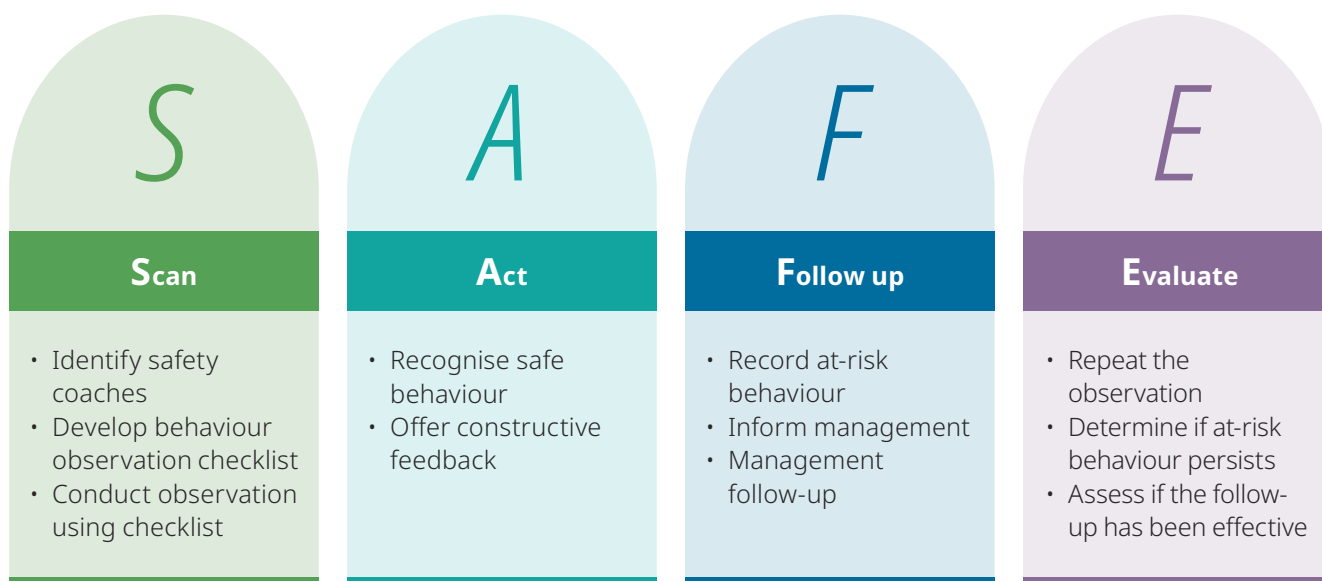 S
Scan
• Identify safety
coaches
• Develop behaviour
observation checklist
• Conduct observation
using checklist
A
Act
• Recognise safe
behaviour
• Offer constructive
feedback
F
Follow up
• Record at-risk
behaviour
• Inform management
• Management
follow-up
E
Evaluate
• Repeat the
observation
• Determine if at-risk
behaviour persists
• Assess if the follow-
up has been effective